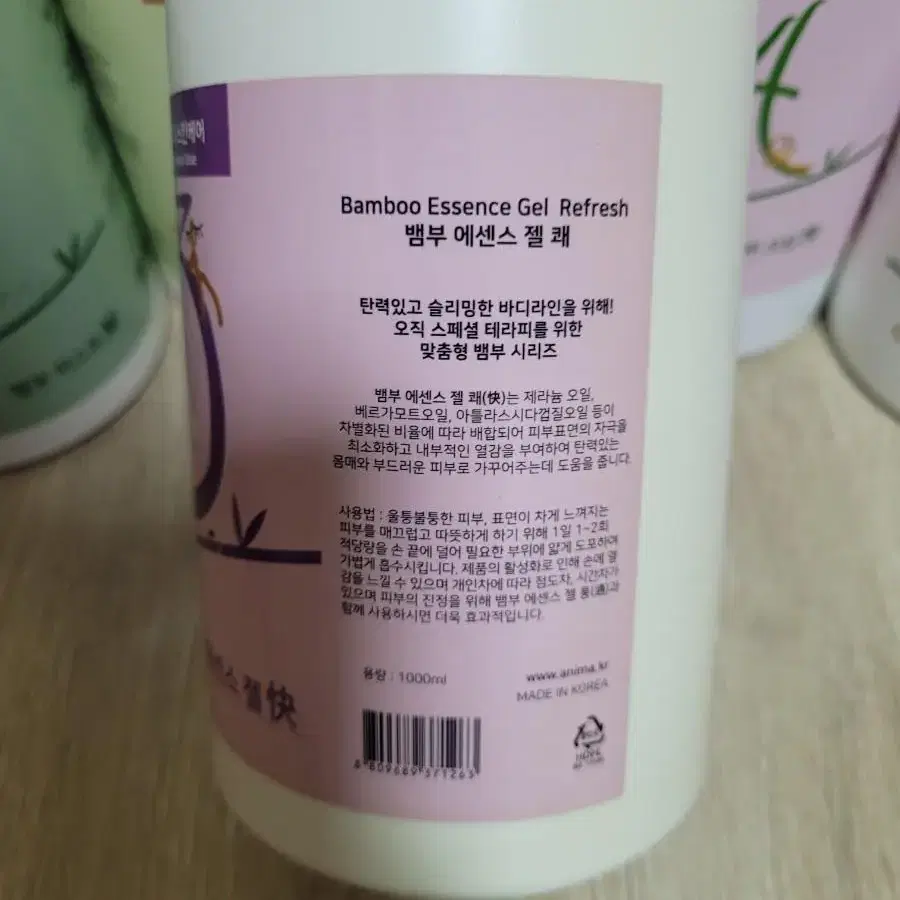 스킨케어
Bamboo Essence Gel Refresh
뱀부 에센스 젤 쾌
탄력있고 슬리밍한 바디라인을 위해!
오직 스페셜 테라피를 위한
맞춤형 뱀부 시리즈
뱀부 에센스 젤 쾌(快)는 제라늄 오일,
베르가모트오일, 아틀라스시다껍질오일 등이
차별화된 비율에 따라 배합되어 피부표면의 자극을
최소화하고 내부적인 열감을 부여하여 탄력있는
몸매와 부드러운 피부로 가꾸어주는데 도움을 줍니다.
사용법 : 울퉁불퉁한 피부, 표면이 차게 느껴지는
피부를 매끄럽고 따뜻하게 하기 위해 1일 1~2회
적당량을 손 끝에 덜어 필요한 부위에 얇게 도포하여
가볍게 흡수시킵니다. 제품의 활성화로 인해 손에 열
감을 느낄 수 있으며 개인차에 따라 정도차, 시간차가
있으며 피부의 진정을 위해 뱀부 에센스 젤 통(通)과
함께 사용하시면 더욱 효과적입니다.
용량 : 1000ml
www.anima.kr
MADE IN KOREA
스 젤 快
8 809689 371263